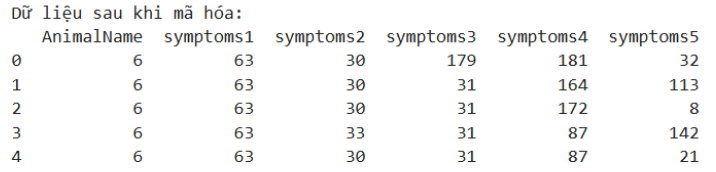 Dữ liệu sau khi mã hóa:
AnimalName symptoms1 symptoms2 symptoms3 symptoms4 symptoms5
0 6 63 30 179 181 32
1 6 63 30 31 164 113
2 6 63 30 31 172 8
3 6 63 33 31 87 142
4 6 63 30 31 87 21